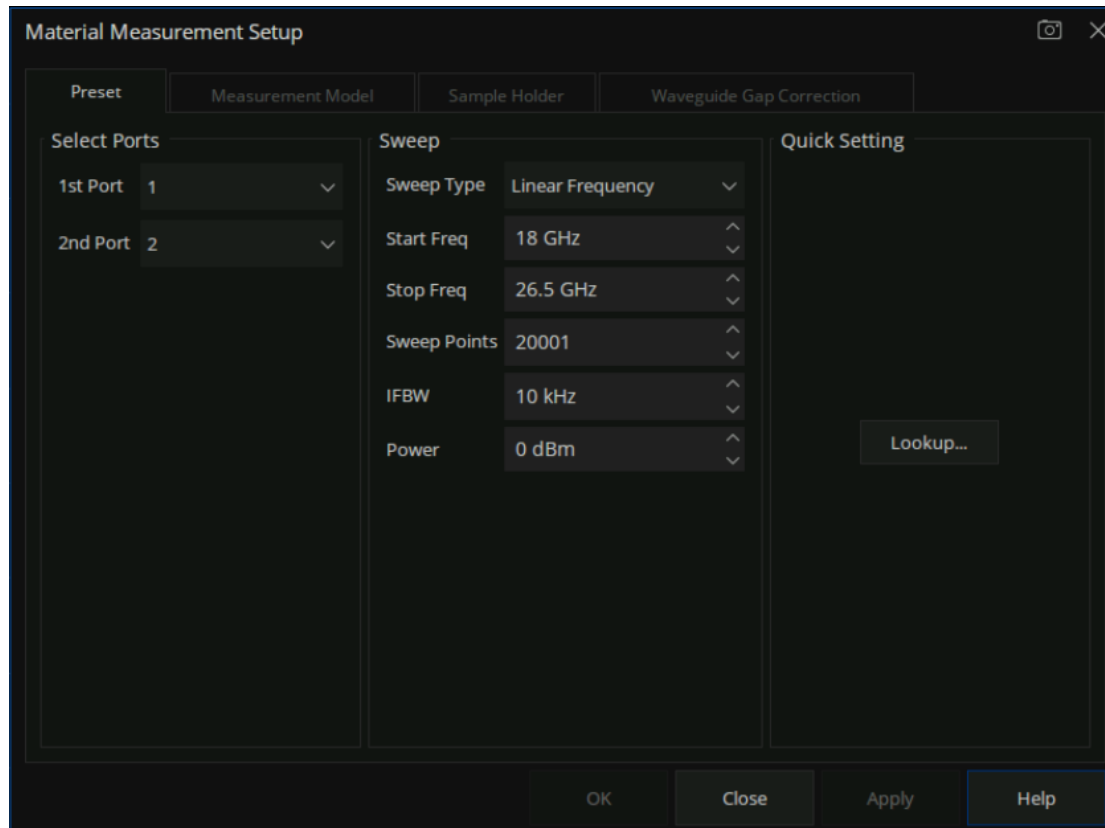 Material Measurement Setup
Preset
Measurement Model
Sample Holder
Waveguide Gap Correction
Select Ports
1st Port 1
2nd Port 2
Sweep
Sweep Type Linear Frequency
Start Freq 18 GHz
Stop Freq 26.5 GHz
Sweep Points 20001
IFBW 10 kHz
Power 0 dBm
Quick Setting
Lookup...
OK
Close
Apply
Help